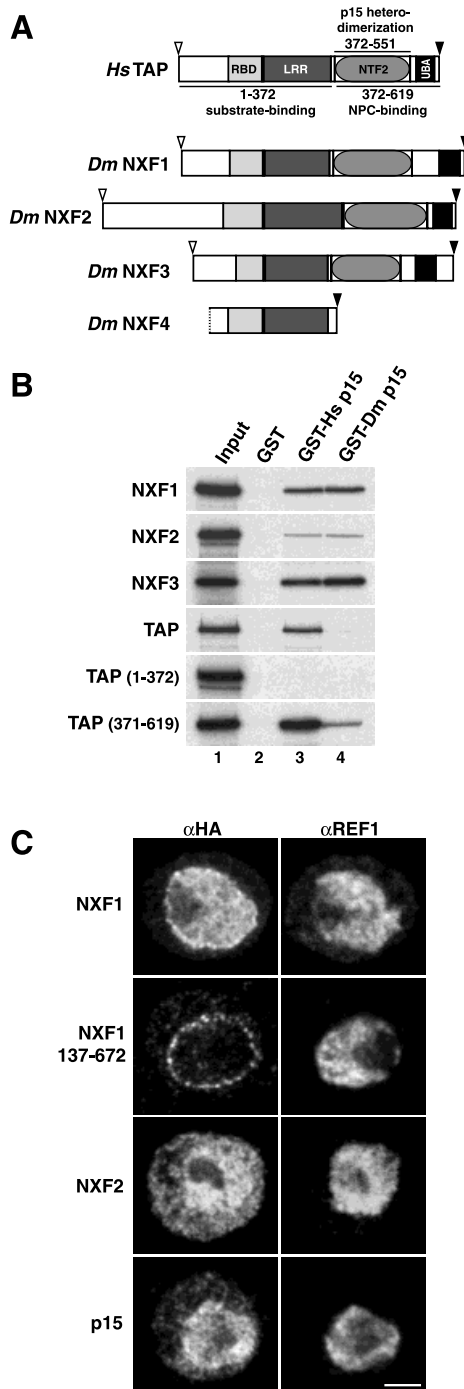 A
p15 hetero-
dimerization
372-551
Hs TAP
RBD
LRR
NTF2
UBA
1-372
substrate-binding
372-619
NPC-binding
Dm NXF1
Dm NXF2
Dm NXF3
Dm NXF4
B
Input
GST
GST-Hs p15
GST-Dm p15
NXF1
NXF2
NXF3
TAP
TAP (1-372)
TAP (371-619)
1 2 3 4
C
αHA αREF1
NXF1
NXF1
137-672
NXF2
p15